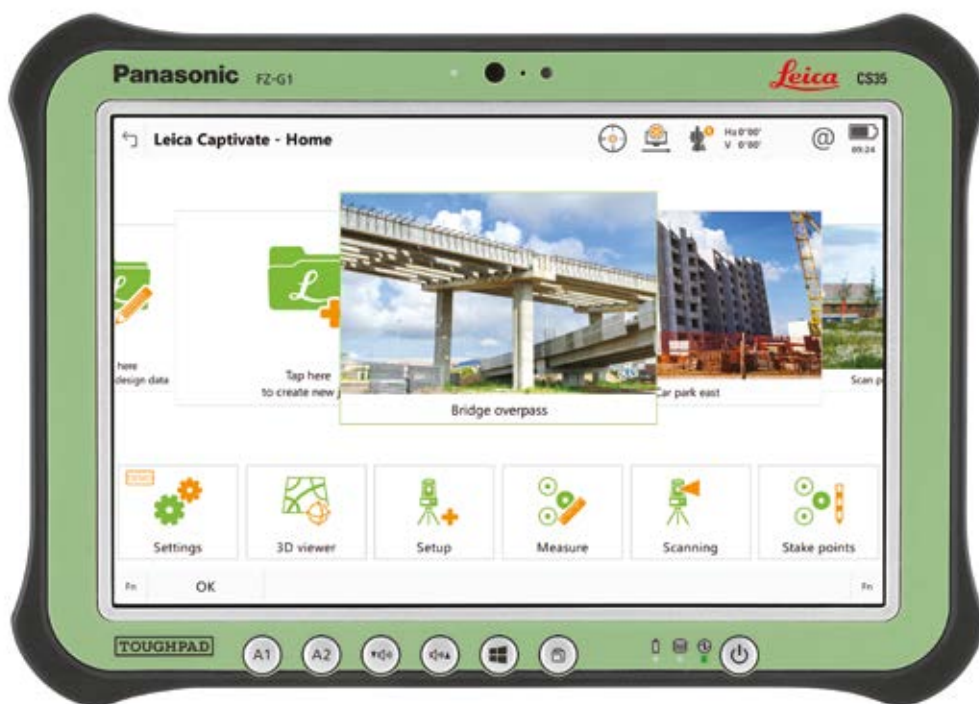 Panasonic FZ-G1
Leica CS35
Leica Captivate - Home
Hz 0°00'
V 0°00'
@
09:24
here
design data
Tap here
to create new j
Bridge overpass
Car park east
Scan p
DEMO
Settings
3D viewer
Setup
Measure
Scanning
Stake points
Fn OK Fn
TOUGHPAD
A1 A2